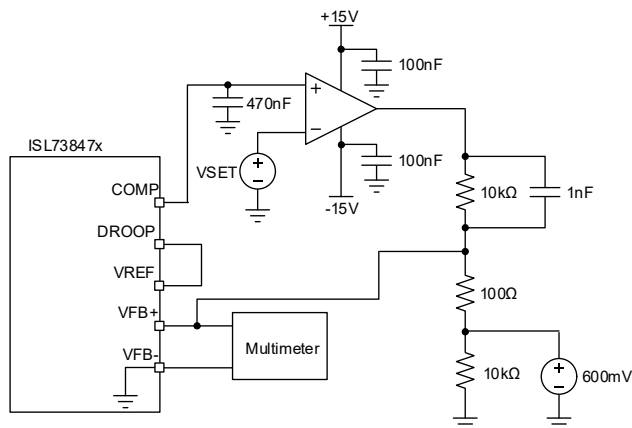 +15V
100nF
470nF
+
−
ISL73847x
VSET
+
−
100nF
-15V
10kΩ
1nF
COMP
DROOP
VREF
VFB+
VFB-
Multimeter
100Ω
10kΩ
+
−
600mV